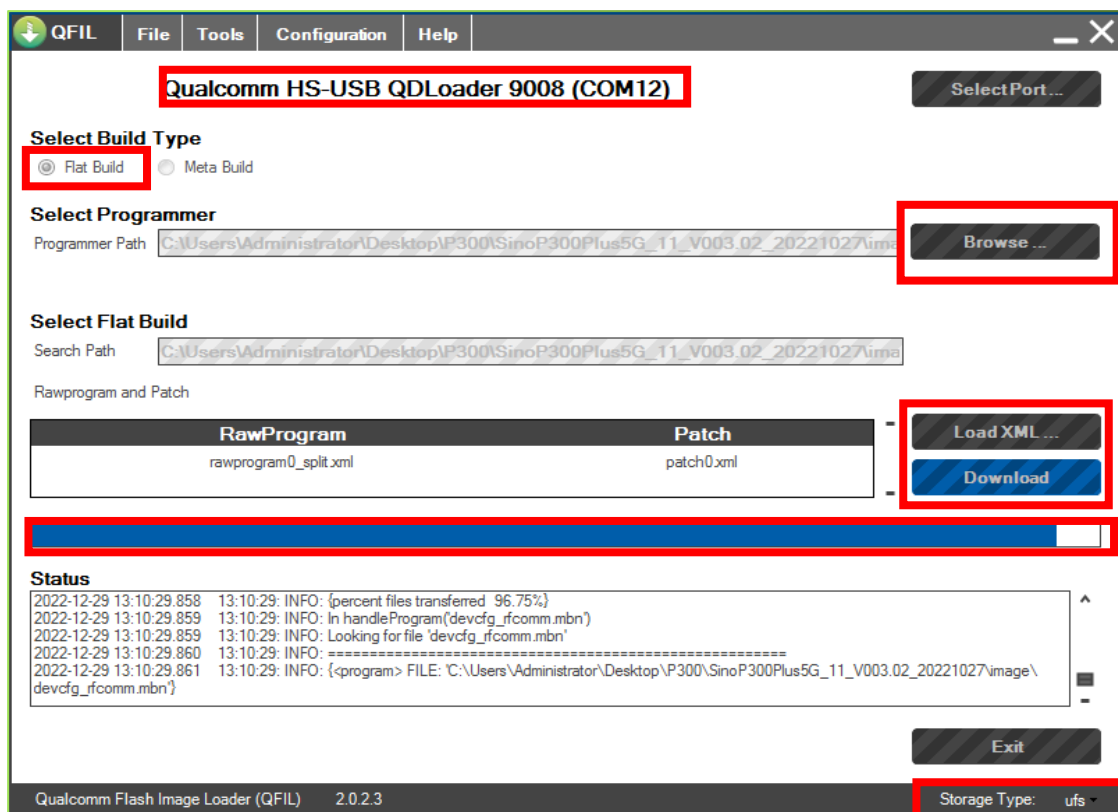 QFIL File Tools Configuration Help
Qualcomm HS-USB QDLoader 9008 (COM12)
Select Port ...
Select Build Type
Flat Build Meta Build
Select Programmer
Programmer Path C:\Users\Administrator\Desktop\P300\SinoP300Plus5G_11_V003.02_20221027\ima
Browse ...
Select Flat Build
Search Path C:\Users\Administrator\Desktop\P300\SinoP300Plus5G_11_V003.02_20221027\ima
Rawprogram and Patch
RawProgram Patch
Load XML ...
rawprogram0_split.xml patch0.xml
Download
Status
2022-12-29 13:10:29.858 13:10:29: INFO: {percent files transferred 96.75%}
2022-12-29 13:10:29.859 13:10:29: INFO: In handleProgram('devcfg_rfcomm.mbn')
2022-12-29 13:10:29.859 13:10:29: INFO: Looking for file 'devcfg_rfcomm.mbn'
2022-12-29 13:10:29.860 13:10:29: INFO: =======================================================
2022-12-29 13:10:29.861 13:10:29: INFO: {<program> FILE: 'C:\Users\Administrator\Desktop\P300\SinoP300Plus5G_11_V003.02_20221027\image\
devcfg_rfcomm.mbn'}
Exit
Qualcomm Flash Image Loader (QFIL) 2.0.2.3 Storage Type: ufs